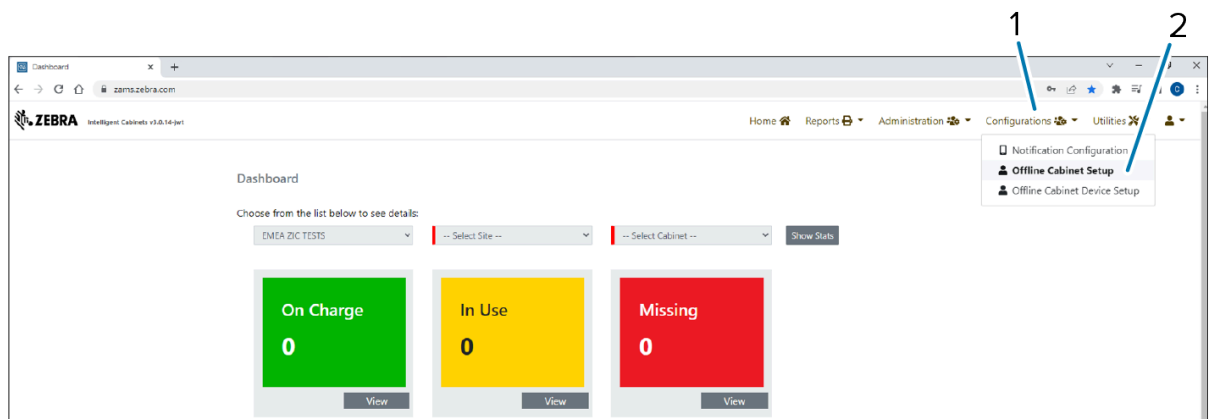 1 2
Dashboard x +
zams.zebra.com
ZEBRA Intelligent Cabinets v3.0.14-jwt Home Reports Administration Configurations Utilities
Notification Configuration
Offline Cabinet Setup
Offline Cabinet Device Setup
Dashboard
Choose from the list below to see details:
EMEA ZIC TESTS -- Select Site -- -- Select Cabinet -- Show Stats
On Charge In Use Missing
0 0 0
View View View